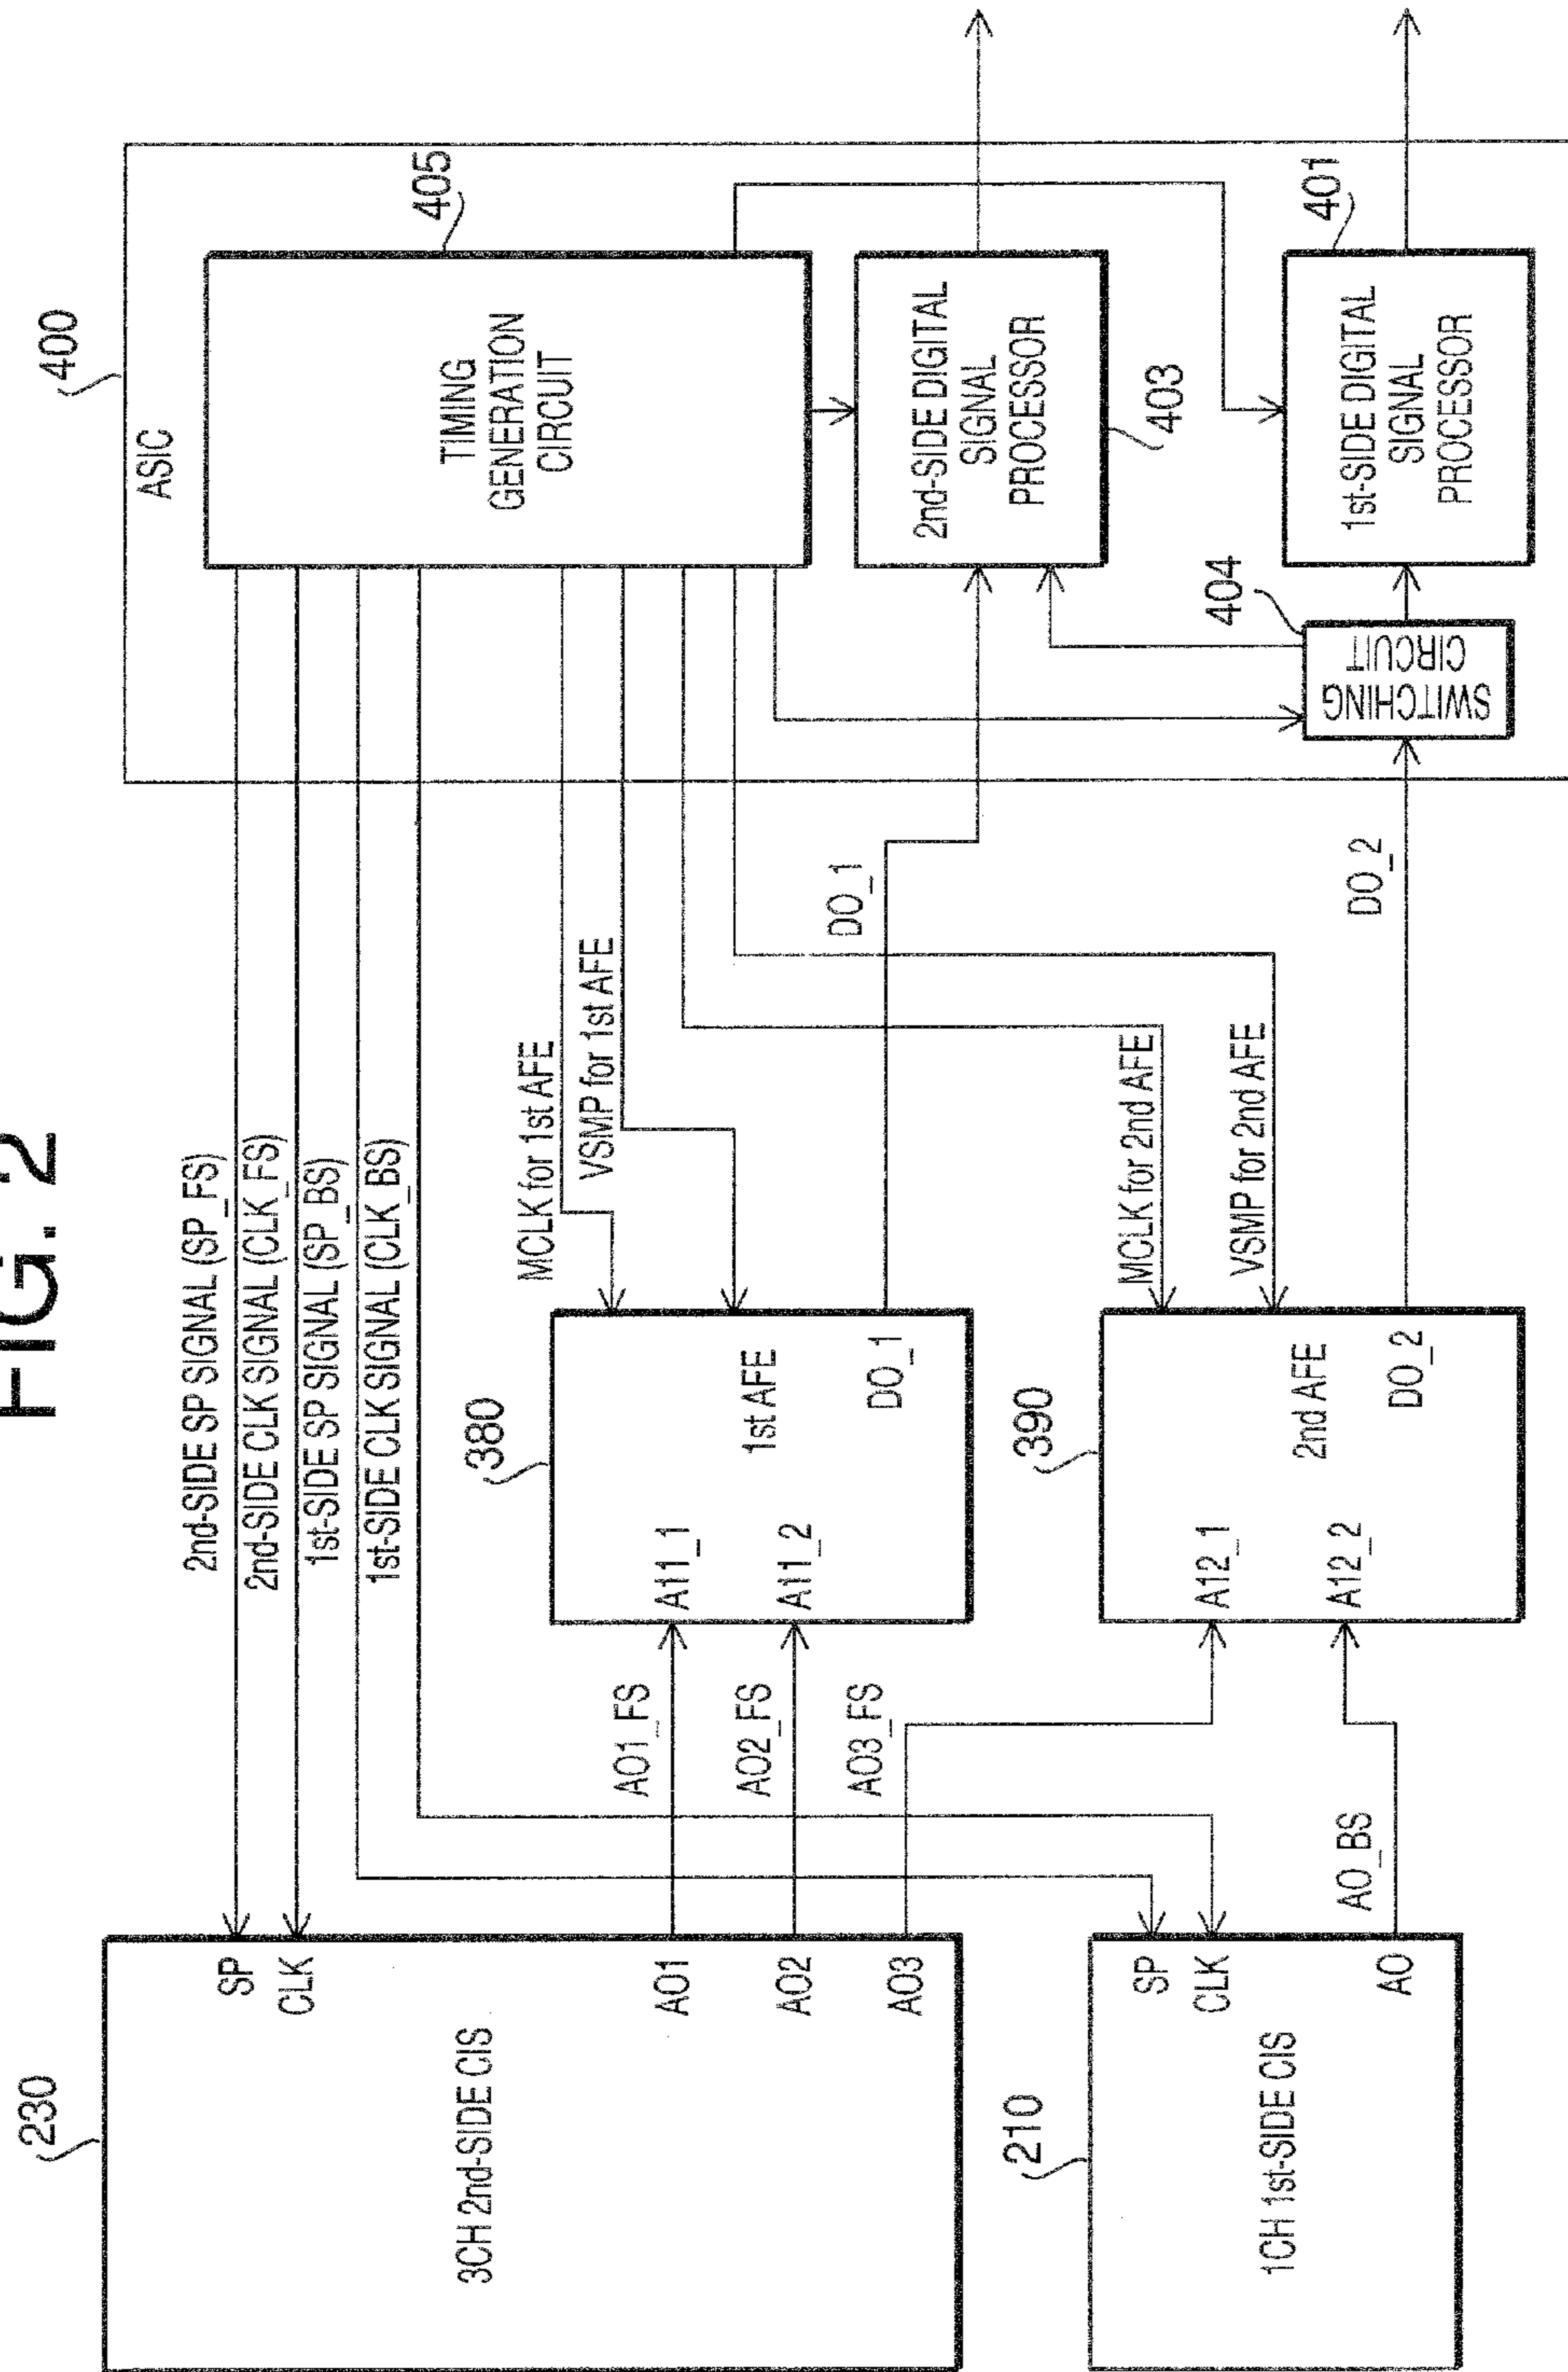 FIG. 2
230
3CH 2nd-SIDE CIS
SP
CLK
AO1
AO2
AO3
210
1CH 1st-SIDE CIS
SP
CLK
AO
2nd-SIDE SP SIGNAL (SP_FS)
2nd-SIDE CLK SIGNAL (CLK_FS)
1st-SIDE SP SIGNAL (SP_BS)
1st-SIDE CLK SIGNAL (CLK_BS)
AO1_FS
AO2_FS
AO3_FS
AO_BS
380
A11_1
A11_2
1st AFE
DO_1
390
A12_1
A12_2
2nd AFE
DO_2
MCLK for 1st AFE
VSMP for 1st AFE
DO_1
MCLK for 2nd AFE
VSMP for 2nd AFE
DO_2
400
ASIC
405
TIMING
GENERATION
CIRCUIT
2nd-SIDE DIGITAL
SIGNAL
PROCESSOR
403
404
SWITCHING
CIRCUIT
401
1st-SIDE DIGITAL
SIGNAL
PROCESSOR